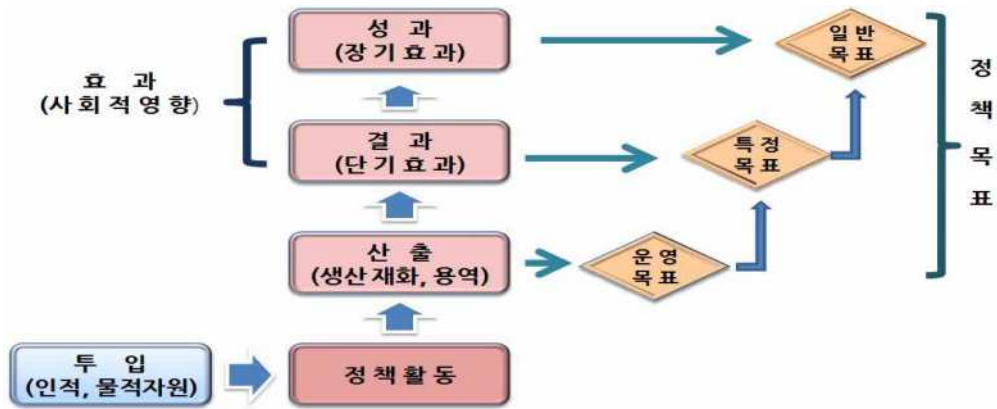 성 과
(장기효과)
일반
목표
효 과
(사회적영향)
정
책
목
표
결 과
(단기효과)
특정
목표
산 출
(생산재화, 용역)
운영
목표
투 입
(인적, 물적자원)
정책활동